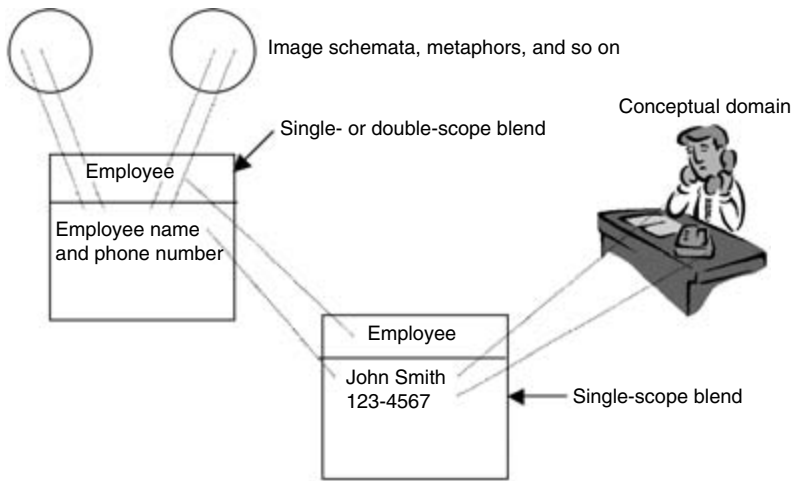 Image schemata, metaphors, and so on
Conceptual domain
Single- or double-scope blend
Employee
Employee name
and phone number
Employee
John Smith
123-4567
Single-scope blend